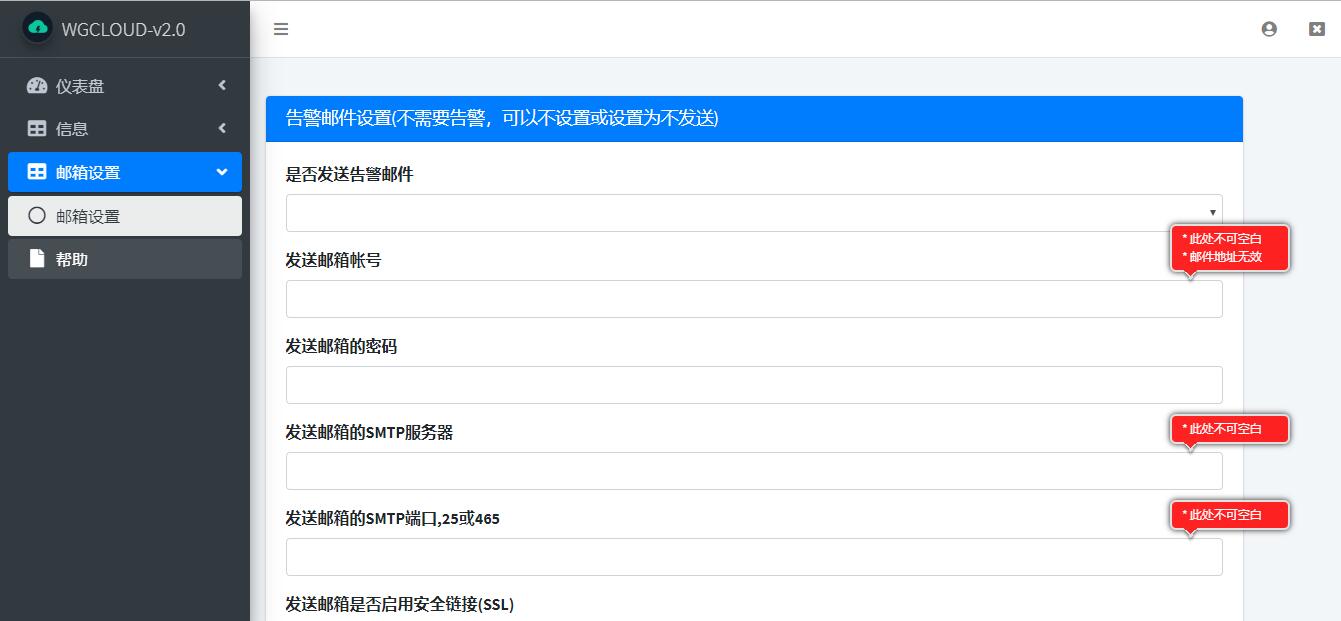 WGCLOUD-v2.0
仪表盘
信息
邮箱设置
邮箱设置
帮助
告警邮件设置(不需要告警，可以不设置或设置为不发送)
是否发送告警邮件
* 此处不可空白
* 邮件地址无效
发送邮箱帐号
发送邮箱的密码
* 此处不可空白
发送邮箱的SMTP服务器
* 此处不可空白
发送邮箱的SMTP端口,25或465
发送邮箱是否启用安全链接(SSL)